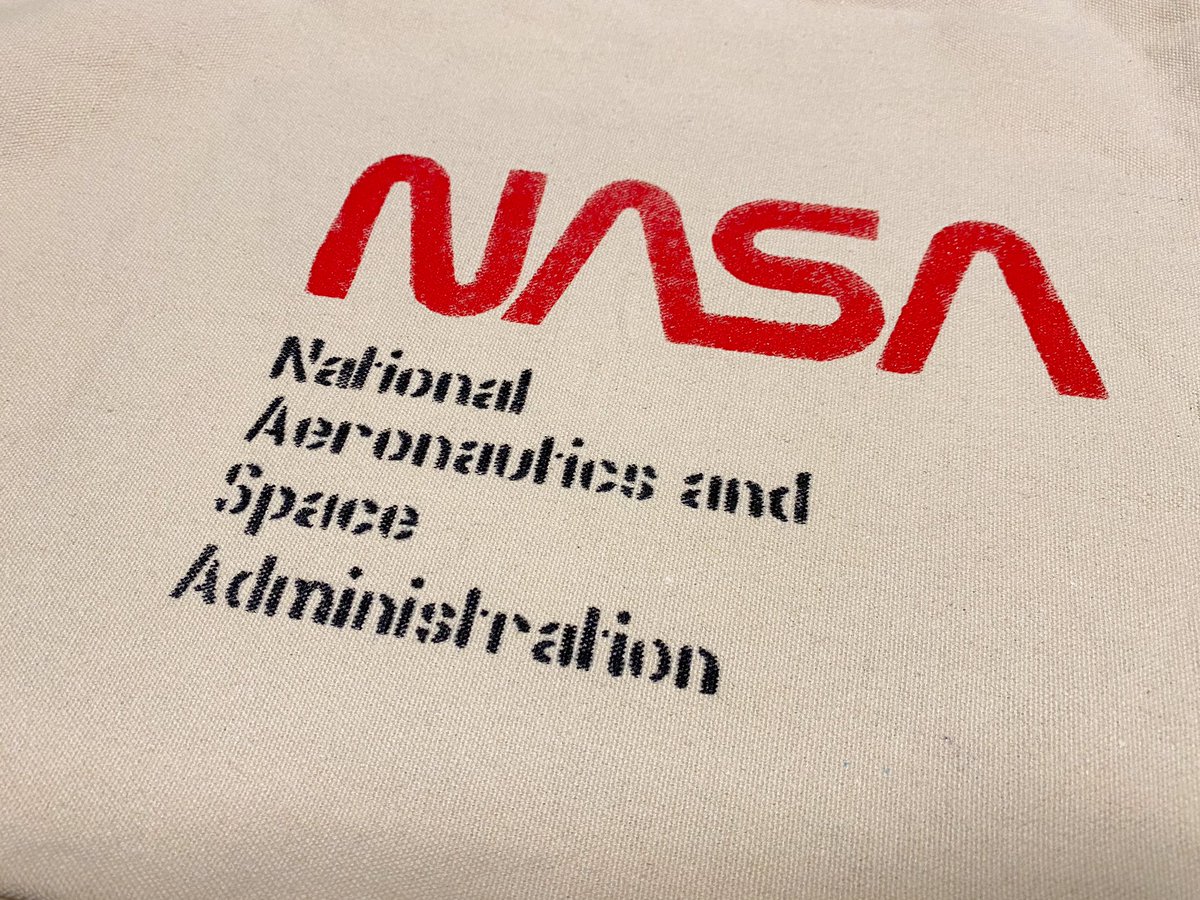 NASA
National
Aeronautics and
Space
Administration